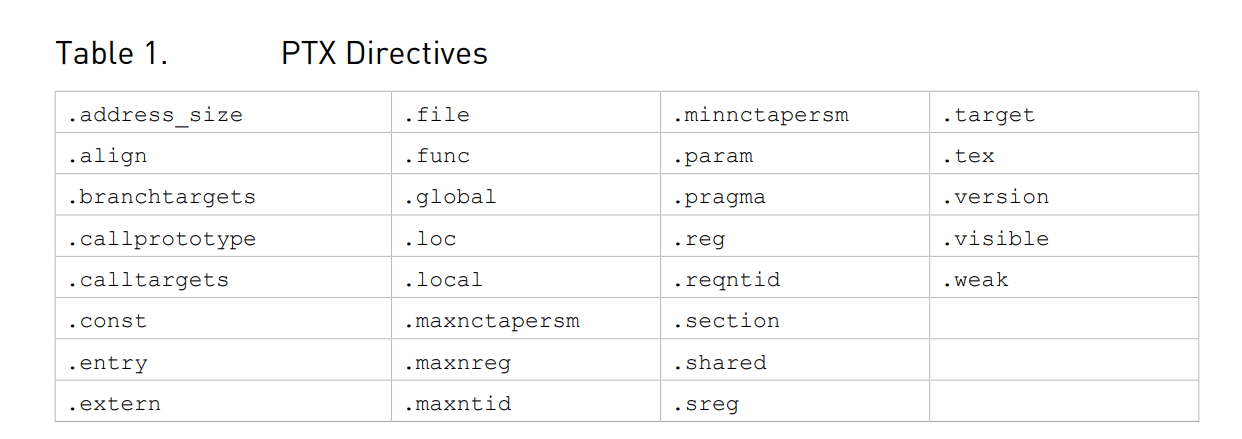 Table 1. PTX Directives
.address_size .file .minnctapersm .target
.align .func .param .tex
.branchtargets .global .pragma .version
.callprototype .loc .reg .visible
.calltargets .local .reqntid .weak
.const .maxnctapersm .section
.entry .maxnreg .shared
.extern .maxntid .sreg